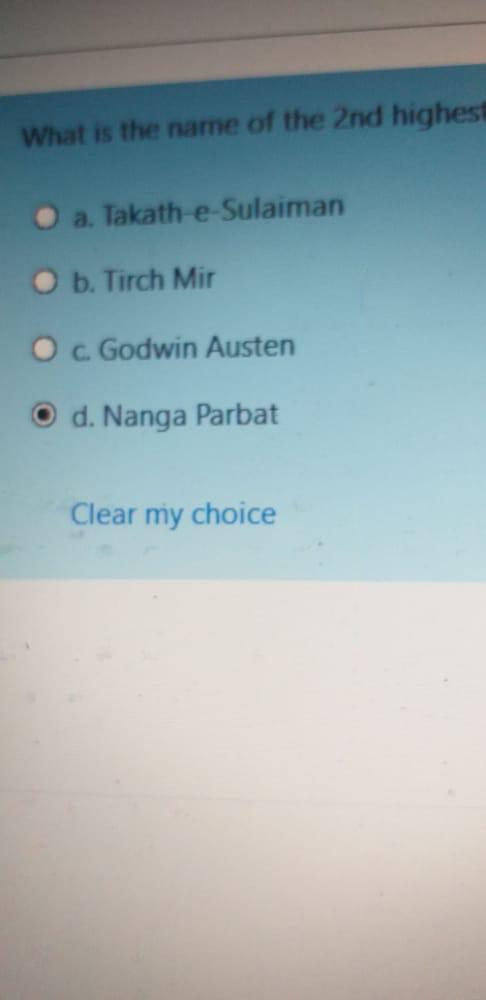 What is the name of the 2nd highest
a. Takath-e-Sulaiman
b. Tirch Mir
c. Godwin Austen
d. Nanga Parbat
Clear my choice